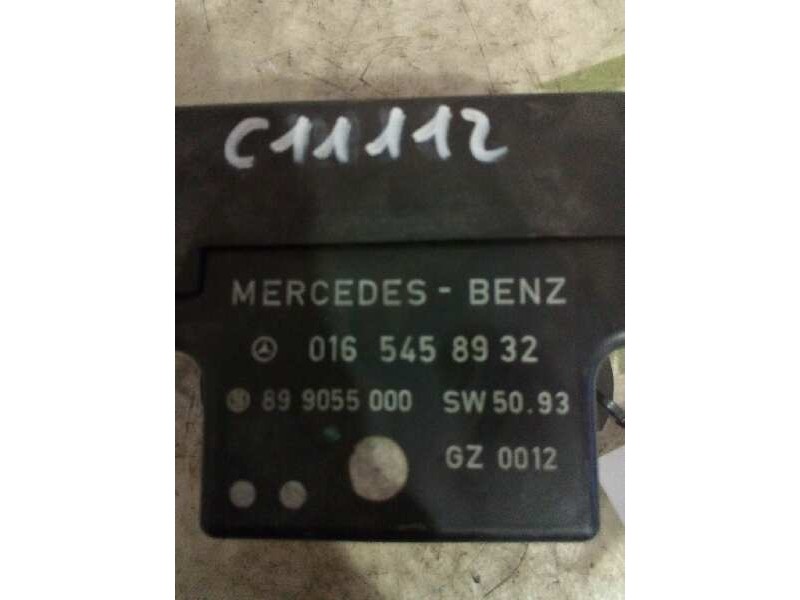 C11112
MERCEDES - BENZ
016 545 89 32
89 9055 000 SW 50.93
GZ 0012